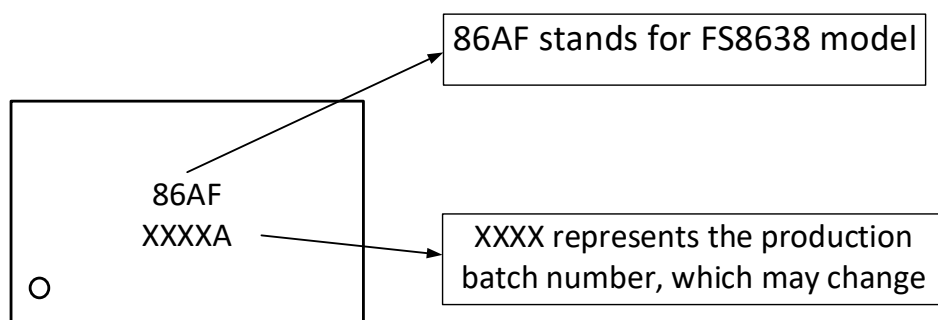 86AF stands for FS8638 model
86AF
XXXXA
XXXX represents the production
batch number, which may change